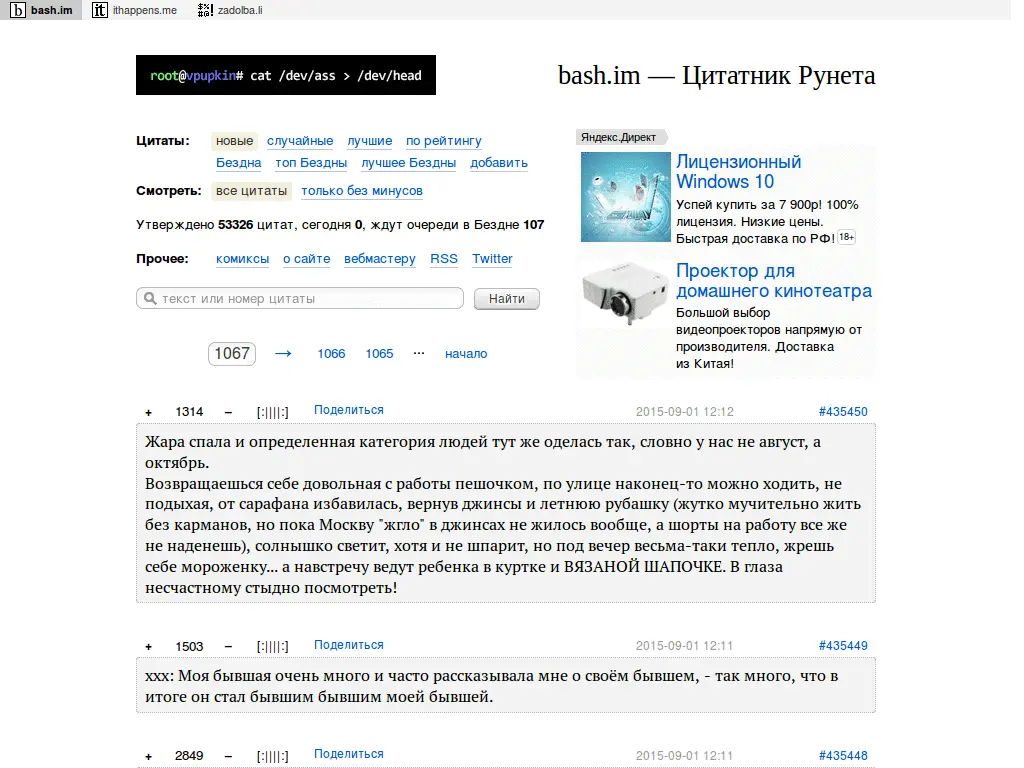 bash.im ithappens.me zadolba.li
root@vpupkin# cat /dev/ass > /dev/head
bash.im — Цитатник Рунета
Цитаты: новые случайные лучшие по рейтингу
Бездна топ Бездны лучшее Бездны добавить
Смотреть: все цитаты только без минусов
Утверждено 53326 цитат, сегодня 0, ждут очереди в Бездне 107
Прочее: комиксы о сайте вебмастеру RSS Twitter
текст или номер цитаты Найти
1067 → 1066 1065 ··· начало
Яндекс.Директ
Лицензионный
Windows 10
Успей купить за 7 900р! 100%
лицензия. Низкие цены.
Быстрая доставка по РФ! 18+
Проектор для
домашнего кинотеатра
Большой выбор
видеопроекторов напрямую от
производителя. Доставка
из Китая!
+ 1314 – [:||||:] Поделиться 2015-09-01 12:12 #435450
Жара спала и определенная категория людей тут же оделась так, словно у нас не август, а
октябрь.
Возвращаешься себе довольная с работы пешочком, по улице наконец-то можно ходить, не
подыхая, от сарафана избавилась, вернув джинсы и летнюю рубашку (жутко мучительно жить
без карманов, но пока Москву "жгло" в джинсах не жилось вообще, а шорты на работу все же
не наденешь), солнышко светит, хотя и не шпарит, но под вечер весьма-таки тепло, жрешь
себе мороженку... а навстречу ведут ребенка в куртке и ВЯЗАНОЙ ШАПОЧКЕ. В глаза
несчастному стыдно посмотреть!
+ 1503 – [:||||:] Поделиться 2015-09-01 12:11 #435449
xxx: Моя бывшая очень много и часто рассказывала мне о своём бывшем, - так много, что в
итоге он стал бывшим бывшим моей бывшей.
+ 2849 – [:||||:] Поделиться 2015-09-01 12:11 #435448